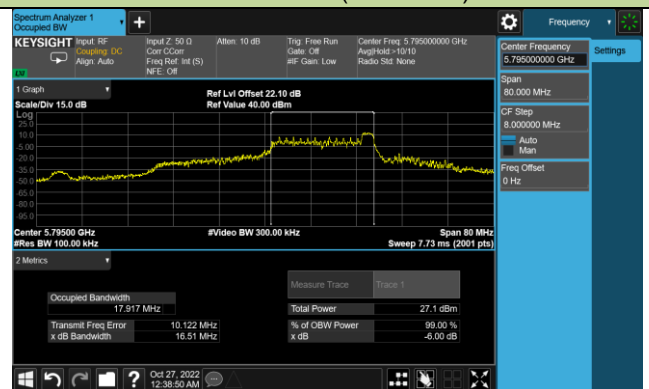 Spectrum Analyzer 1
Occupied BW
Frequency
KEYSIGHT
Input: RF
Coupling: DC
Align: Auto
Input Z: 50 Ω
Corr CCorr
Freq Ref: Int (S)
NFE: Off
Atten: 10 dB
Trig: Free Run
Gate: Off
#IF Gain: Low
Center Freq: 5.795000000 GHz
Avg|Hold:>10/10
Radio Std: None
Center Frequency
5.795000000 GHz
Settings
Span
80.000 MHz
CF Step
8.000000 MHz
Auto
Man
Freq Offset
0 Hz
1 Graph
Scale/Div 15.0 dB
Ref Lvl Offset 22.10 dB
Ref Value 40.00 dBm
Log
25.0
10.0
-5.00
-20.0
-35.0
-50.0
-65.0
-80.0
-95.0
Center 5.79500 GHz
#Res BW 100.00 kHz
#Video BW 300.00 kHz
Span 80 MHz
Sweep 7.73 ms (2001 pts)
2 Metrics
Measure Trace
Trace 1
Occupied Bandwidth
17.917 MHz
Total Power 27.1 dBm
Transmit Freq Error 10.122 MHz
% of OBW Power 99.00 %
x dB Bandwidth 16.51 MHz
x dB -6.00 dB
Oct 27, 2022
12:38:50 AM